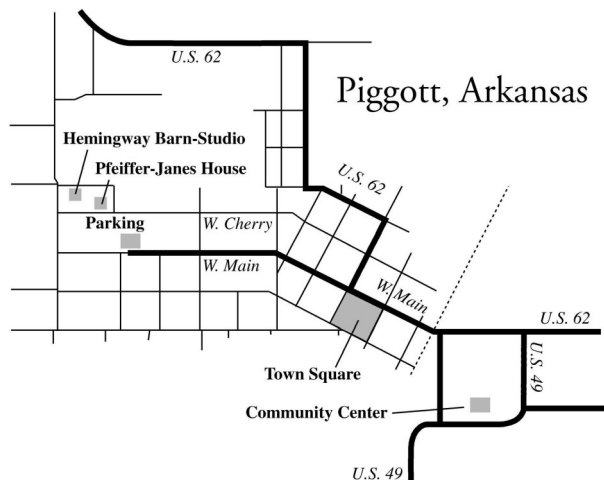 U.S. 62
Piggott, Arkansas
Hemingway Barn-Studio
Pfeiffer-Janes House
U.S. 62
Parking
W. Cherry
W. Main
W. Main
U.S. 62
Town Square
U.S. 49
Community Center
U.S. 49